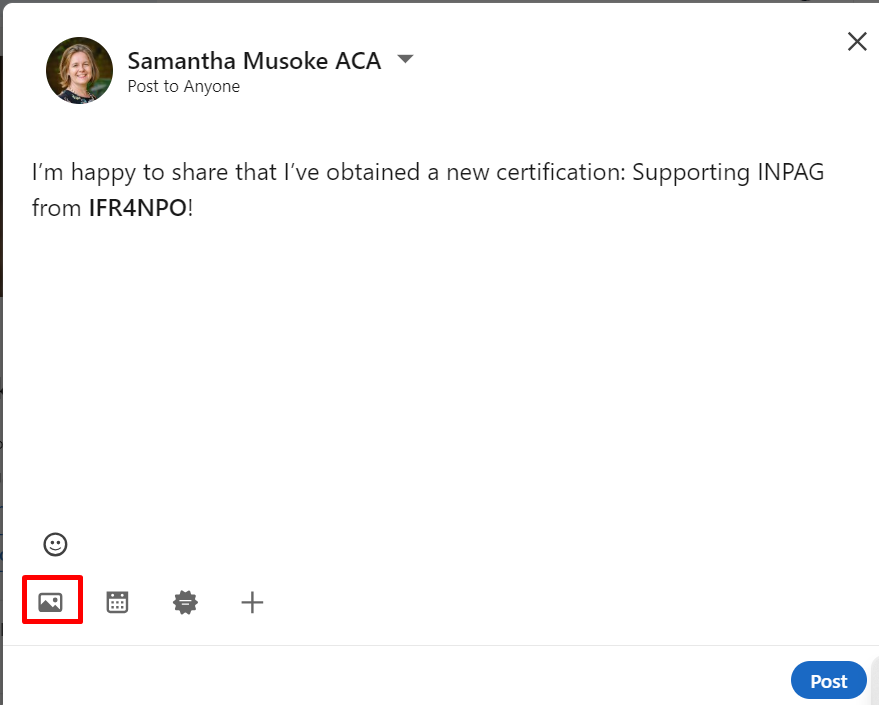 Samantha Musoke ACA
Post to Anyone
I’m happy to share that I’ve obtained a new certification: Supporting INPAG
from IFR4NPO!
Post